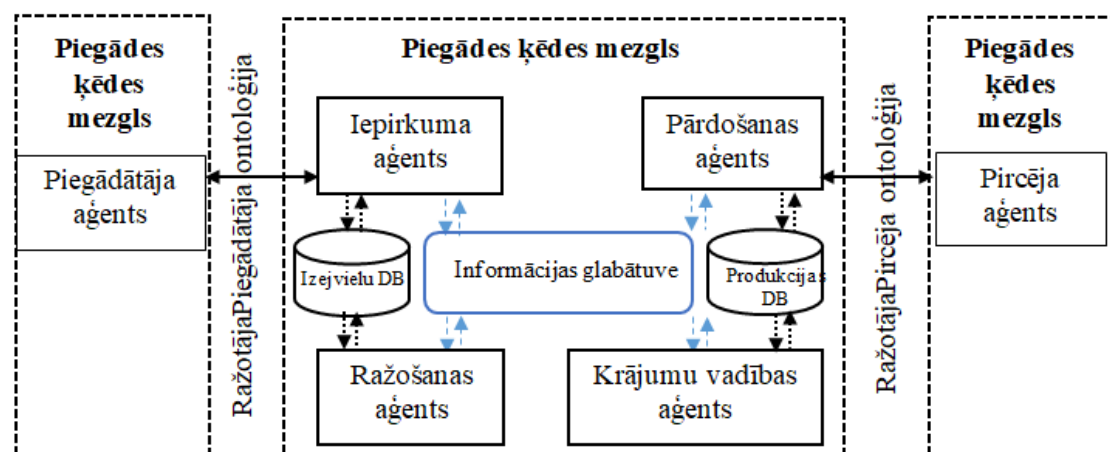 Piegādes
ķēdes
mezgls
Piegādātāja
aģents
RažotājaPiegādātāja ontoloģija
Piegādes ķēdes mezgls
Iepirkuma
aģents
Pārdošanas
aģents
Izejvielu DB
Informācijas glabātuve
Produkcijas
DB
Ražošanas
aģents
Krājumu vadības
aģents
RažotājaPircēja ontoloģija
Piegādes
ķēdes
mezgls
Pircēja
aģents